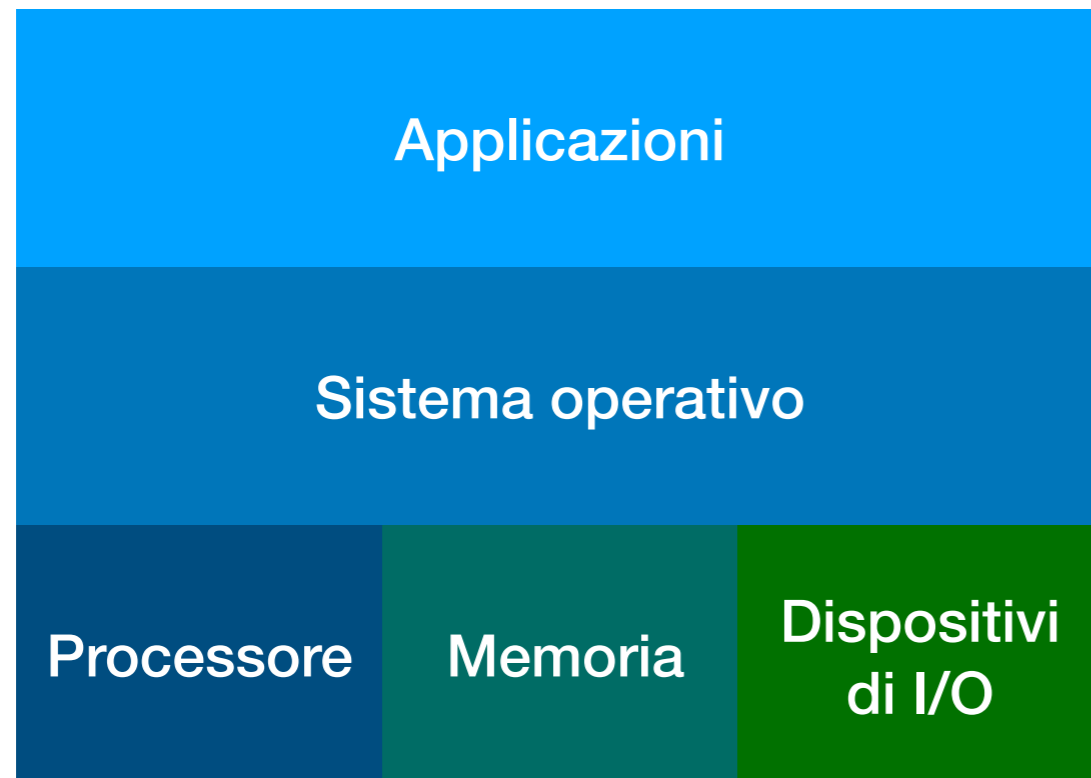 Applicazioni
Sistema operativo
Processore
Memoria
Dispositivi
di I/O